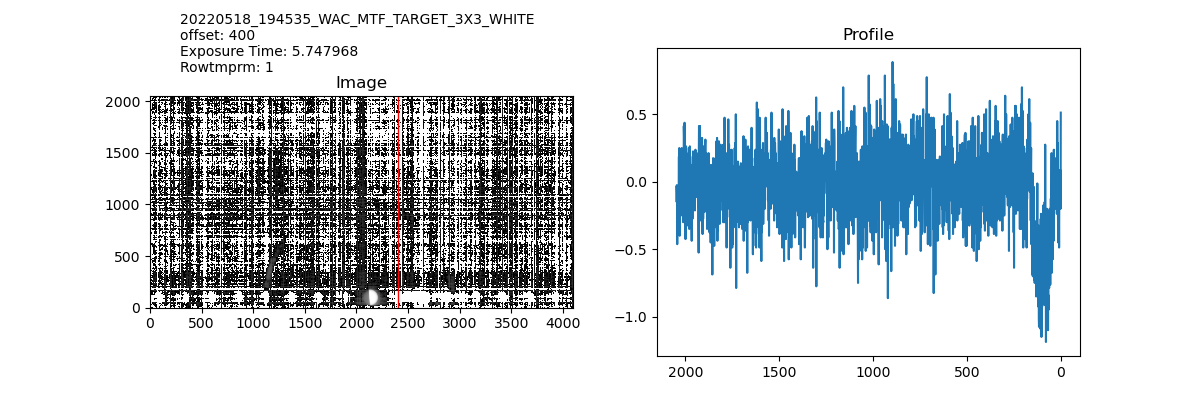 20220518_194535_WAC_MTF_TARGET_3X3_WHITE
offset: 400
Exposure Time: 5.747968
Rowtmprm: 1
Image
2000
1500
1000
500
0
0 500 1000 1500 2000 2500 3000 3500 4000
Profile
0.5
0.0
−0.5
−1.0
2000 1500 1000 500 0